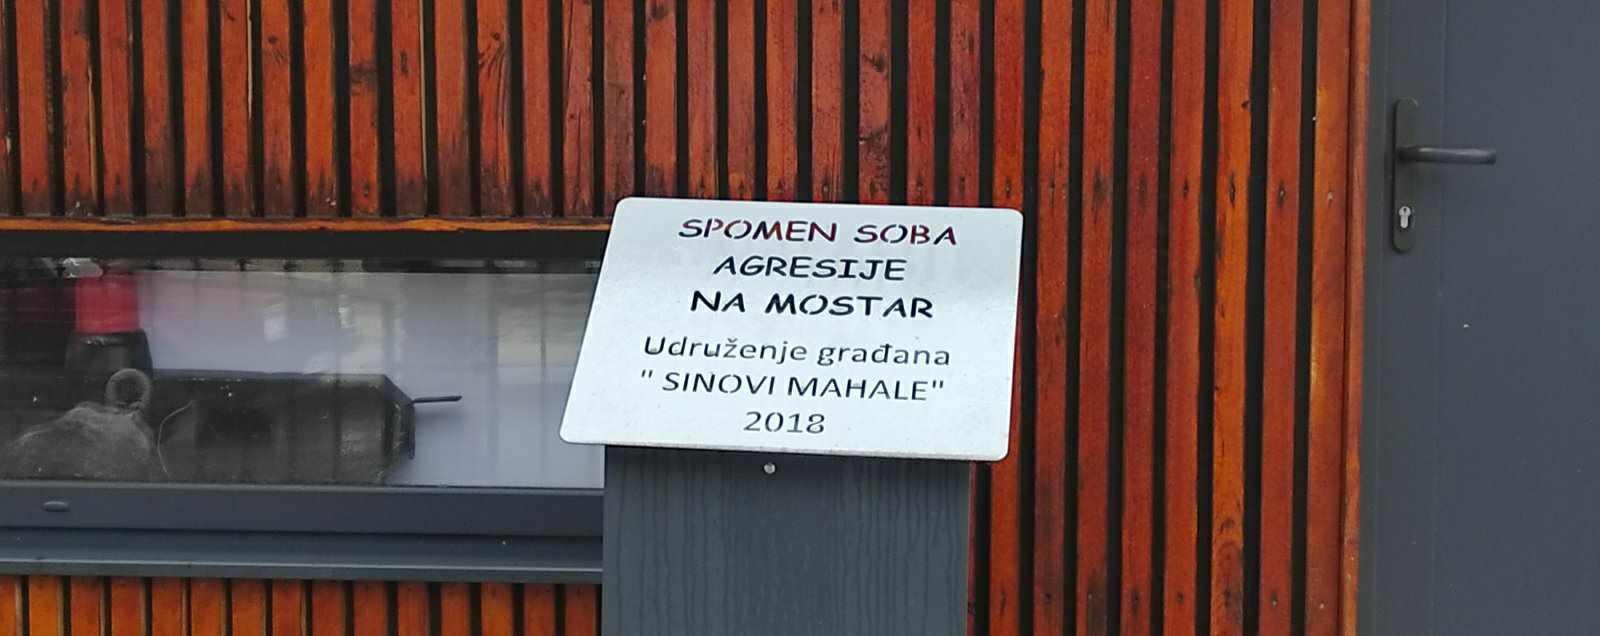 SPOMEN SOBA
AGRESIJE
NA MOSTAR
Udruženje građana
" SINOVI MAHALE"
2018